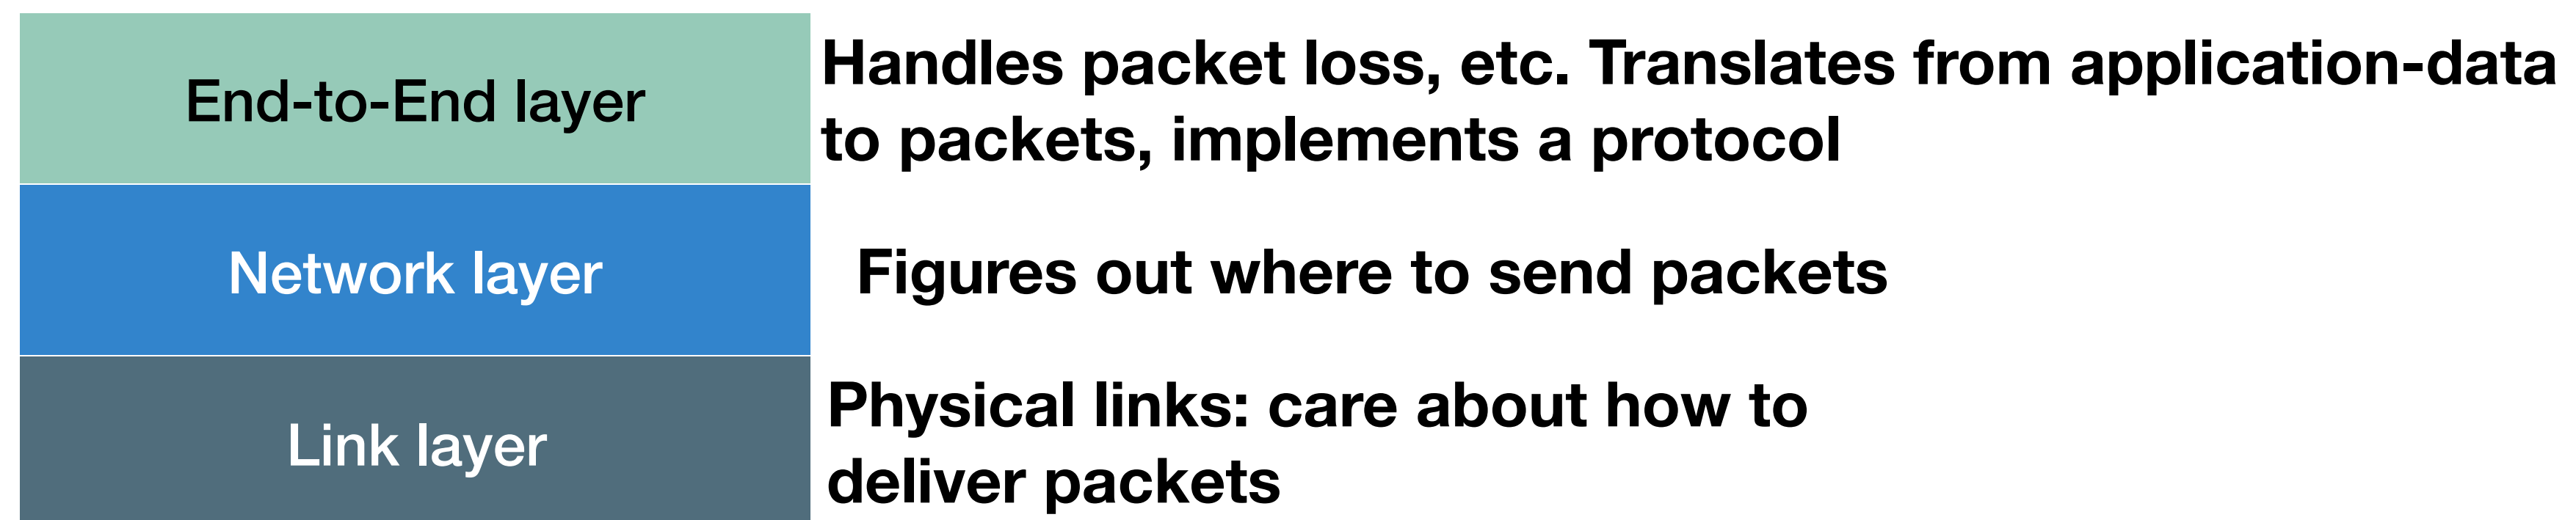 End-to-End layer
Handles packet loss, etc. Translates from application-data
to packets, implements a protocol
Network layer
Figures out where to send packets
Link layer
Physical links: care about how to
deliver packets